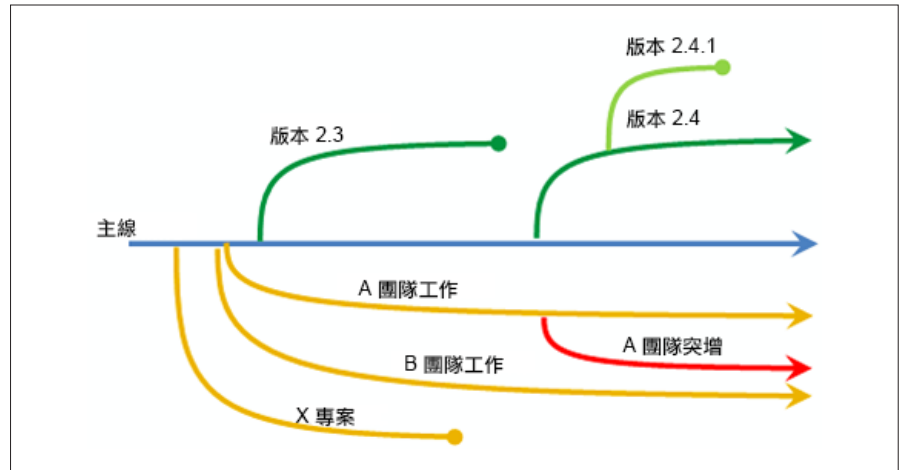 版本 2.4.1
版本 2.4
版本 2.3
主線
A 團隊工作
A 團隊突增
B 團隊工作
X 專案